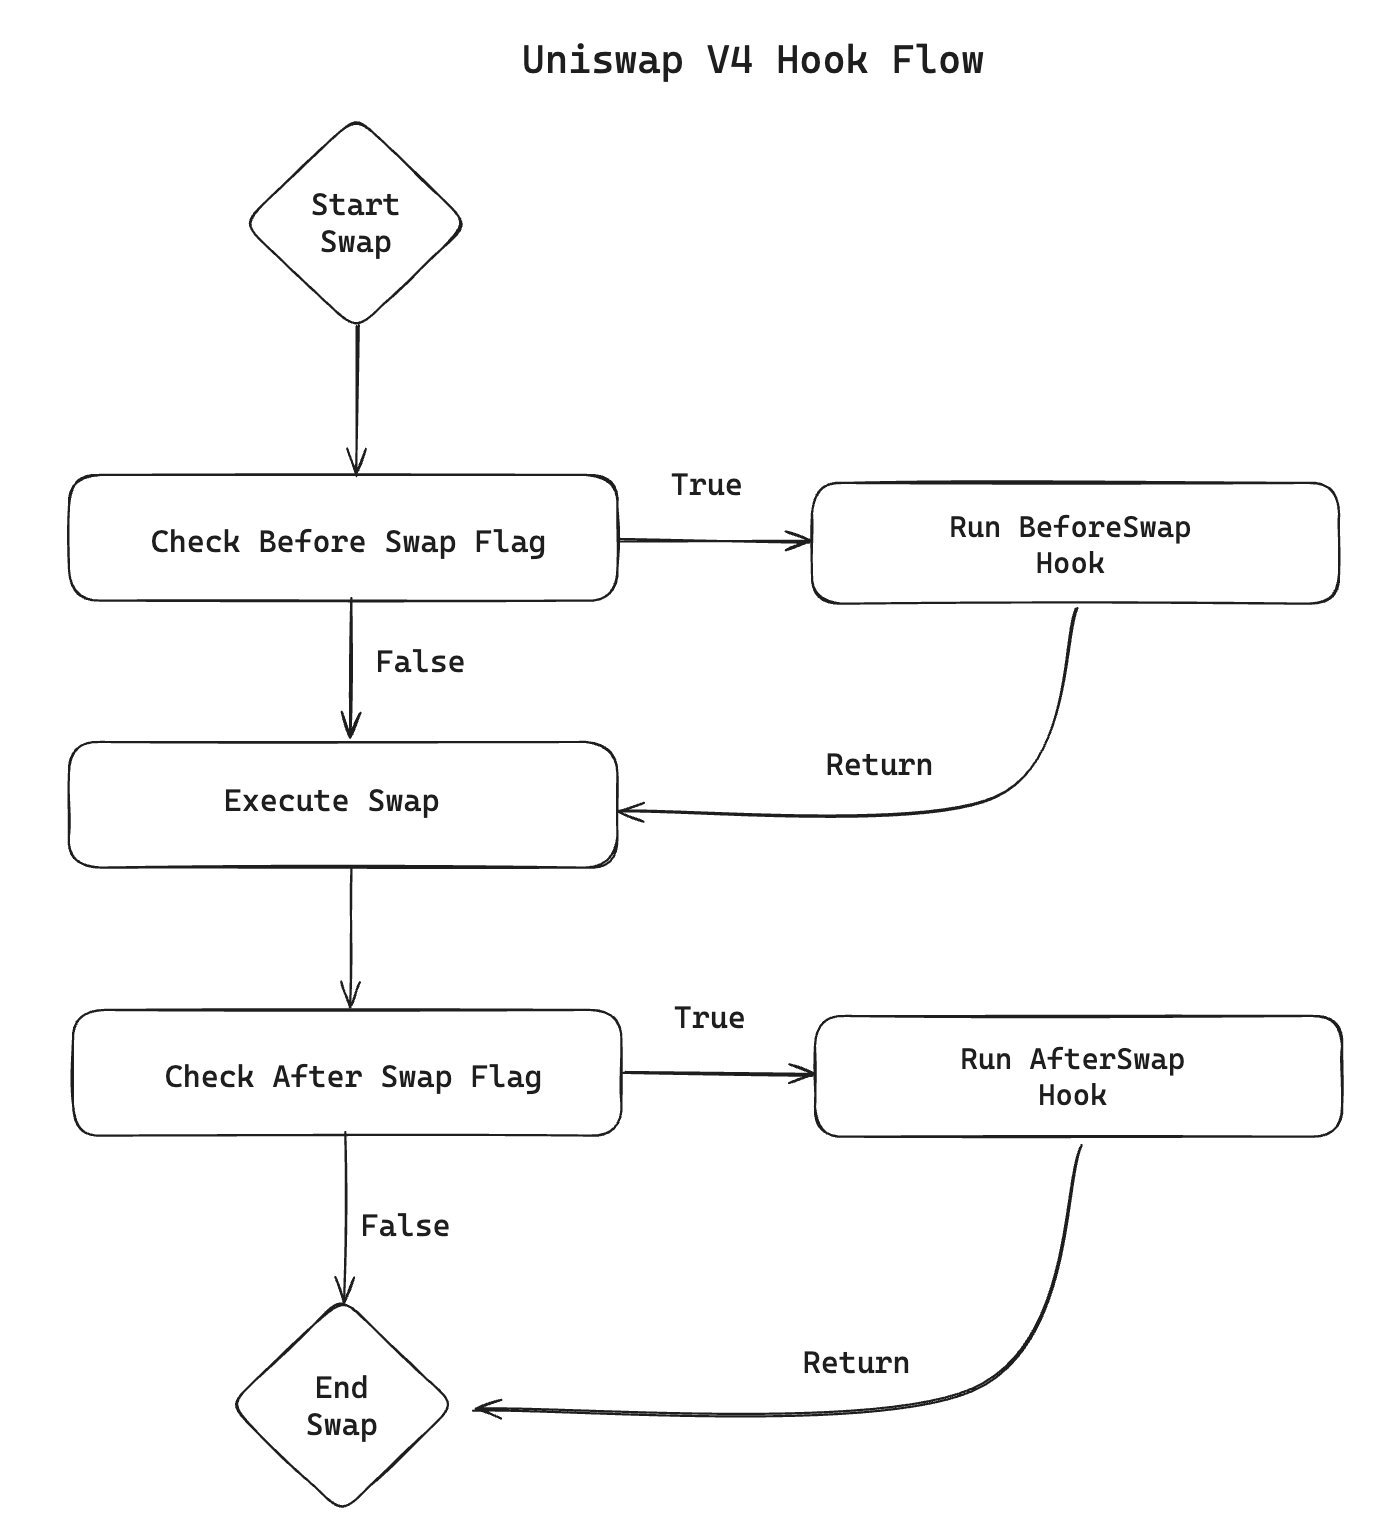 Uniswap V4 Hook Flow
Start
Swap
Check Before Swap Flag
True
Run BeforeSwap
Hook
False
Return
Execute Swap
True
Check After Swap Flag
Run AfterSwap
Hook
False
Return
End
Swap